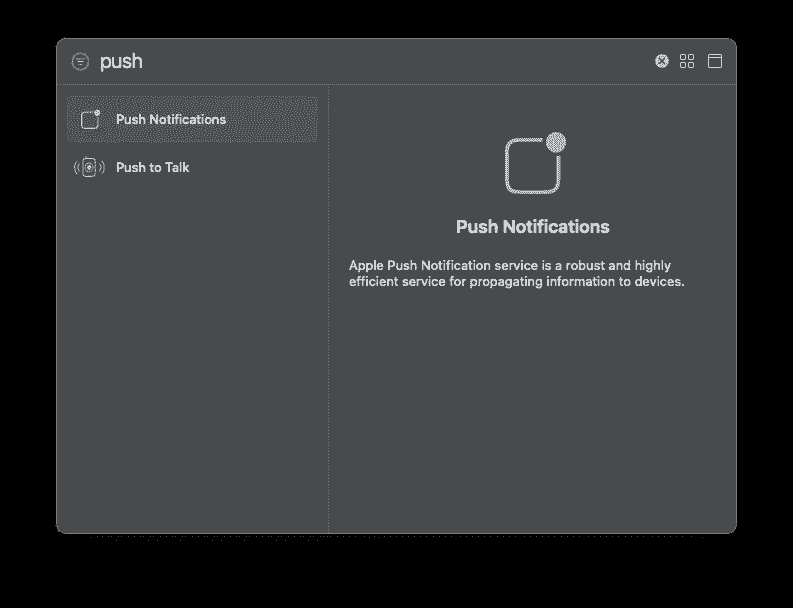 push
Push Notifications
Push to Talk
Push Notifications
Apple Push Notification service is a robust and highly
efficient service for propagating information to devices.